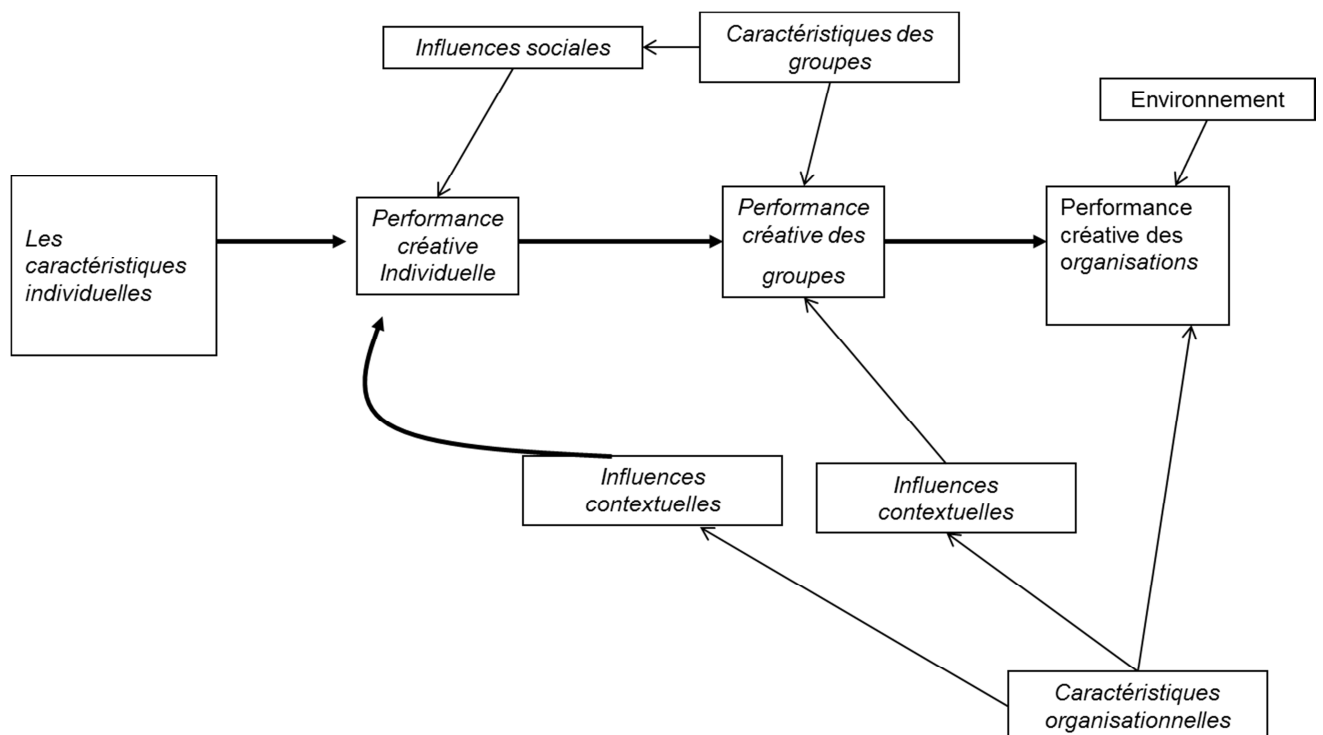 Influences sociales
Caractéristiques des
groupes
Environnement
Les
caractéristiques
individuelles
Performance
créative
Individuelle
Performance
créative des
groupes
Performance
créative des
organisations
Influences
contextuelles
Influences
contextuelles
Caractéristiques
organisationnelles